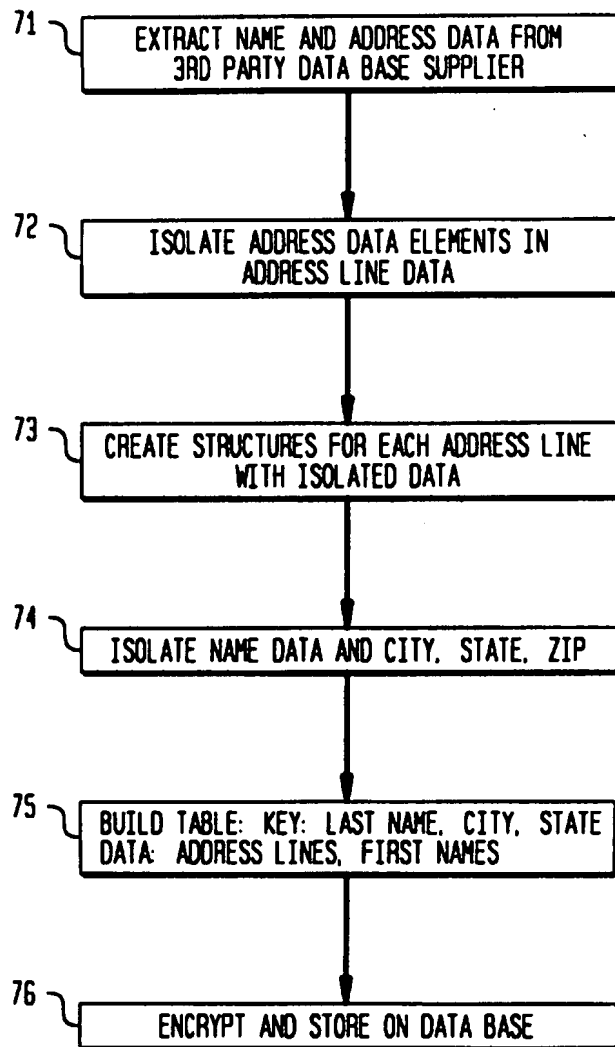 71
EXTRACT NAME AND ADDRESS DATA FROM
3RD PARTY DATA BASE SUPPLIER
72
ISOLATE ADDRESS DATA ELEMENTS IN
ADDRESS LINE DATA
73
CREATE STRUCTURES FOR EACH ADDRESS LINE
WITH ISOLATED DATA
74
ISOLATE NAME DATA AND CITY, STATE, ZIP
75
BUILD TABLE: KEY: LAST NAME, CITY, STATE
DATA: ADDRESS LINES, FIRST NAMES
76
ENCRYPT AND STORE ON DATA BASE